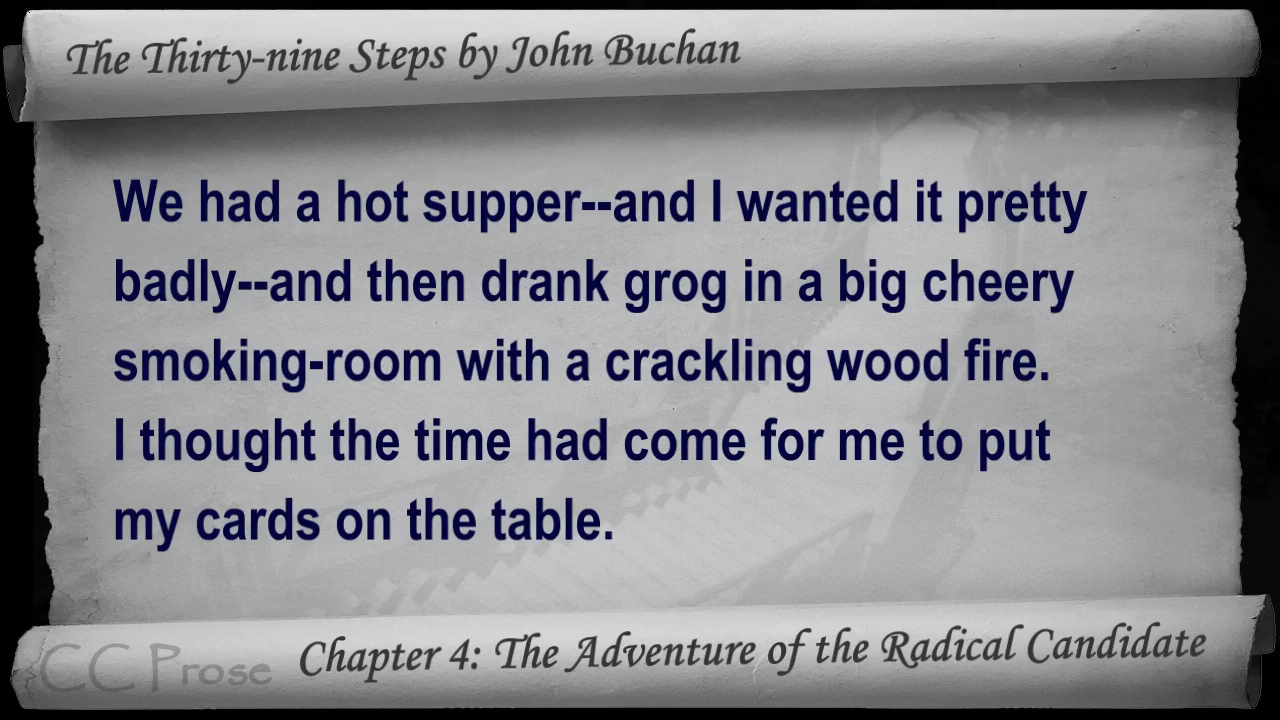 The Thirty-nine Steps by John Buchan
We had a hot supper--and I wanted it pretty
badly--and then drank grog in a big cheery
smoking-room with a crackling wood fire.
I thought the time had come for me to put
my cards on the table.
CC Prose
Chapter 4: The Adventure of the Radical Candidate